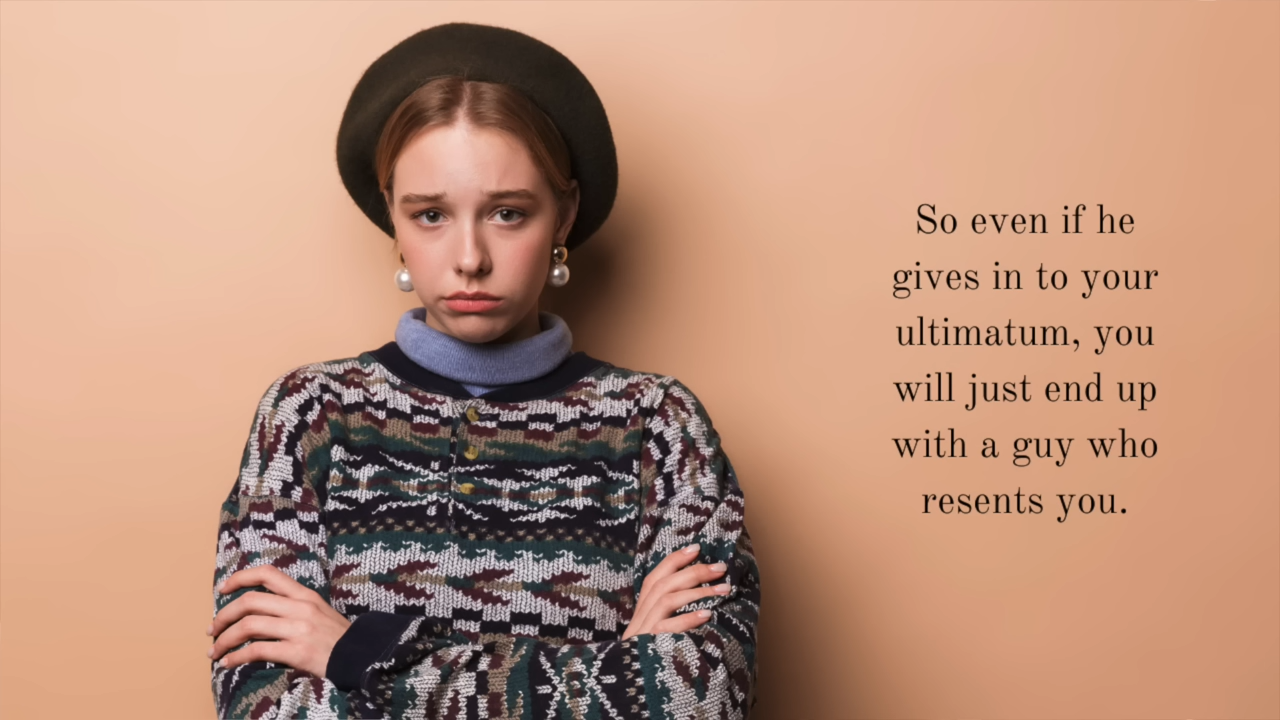 So even if he
gives in to your
ultimatum, you
will just end up
with a guy who
resents you.